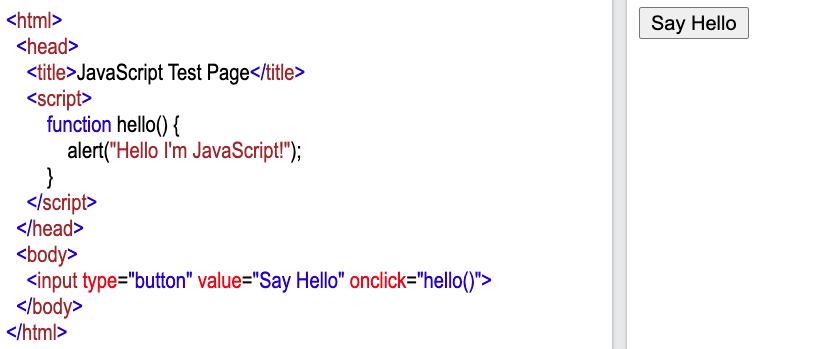 <html>
<head>
<title>JavaScript Test Page</title>
<script>
function hello() {
alert("Hello I'm JavaScript!");
}
</script>
</head>
<body>
<input type="button" value="Say Hello" onclick="hello()">
</body>
</html>
Say Hello